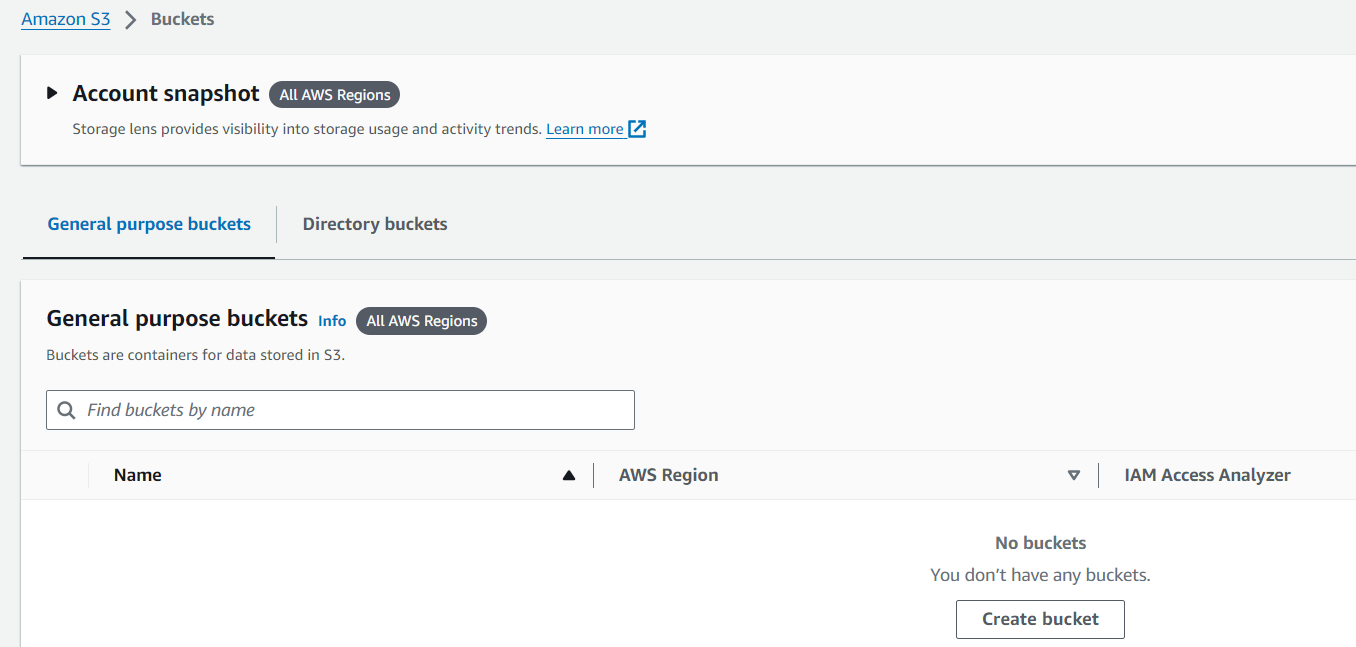 Amazon S3 > Buckets
Account snapshot All AWS Regions
Storage lens provides visibility into storage usage and activity trends. Learn more
General purpose buckets Directory buckets
General purpose buckets Info All AWS Regions
Buckets are containers for data stored in S3.
Find buckets by name
Name AWS Region IAM Access Analyzer
No buckets
You don’t have any buckets.
Create bucket